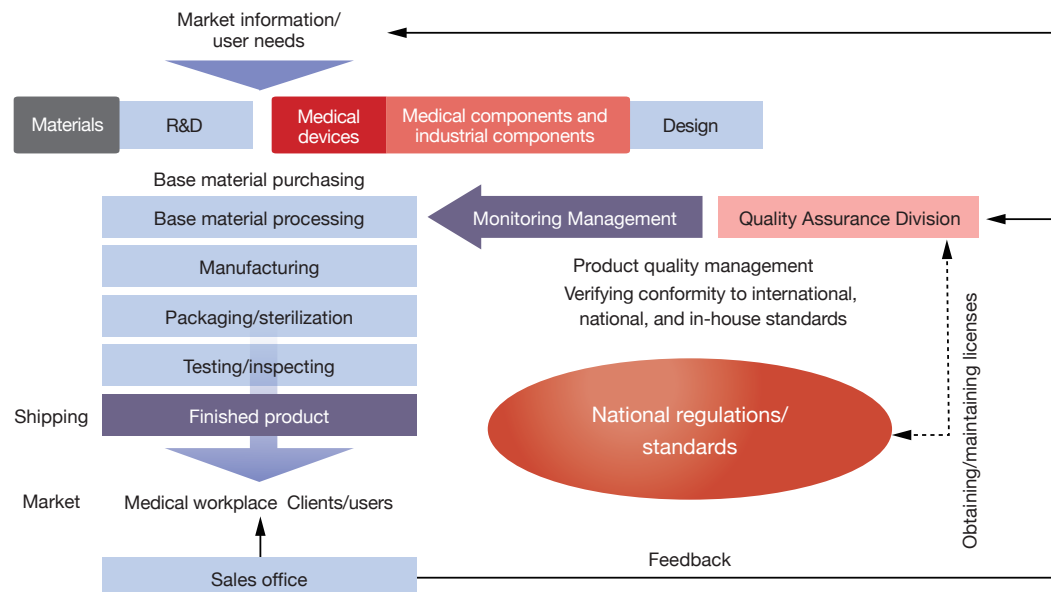 Market information/
user needs
Materials
R&D
Medical
devices
Medical components and
industrial components
Design
Base material purchasing
Base material processing
Monitoring Management
Quality Assurance Division
Manufacturing
Product quality management
Verifying conformity to international,
national, and in-house standards
Packaging/sterilization
Testing/inspecting
Obtaining/maintaining licenses
Shipping
Finished product
National regulations/
standards
Market
Medical workplace Clients/users
Feedback
Sales office